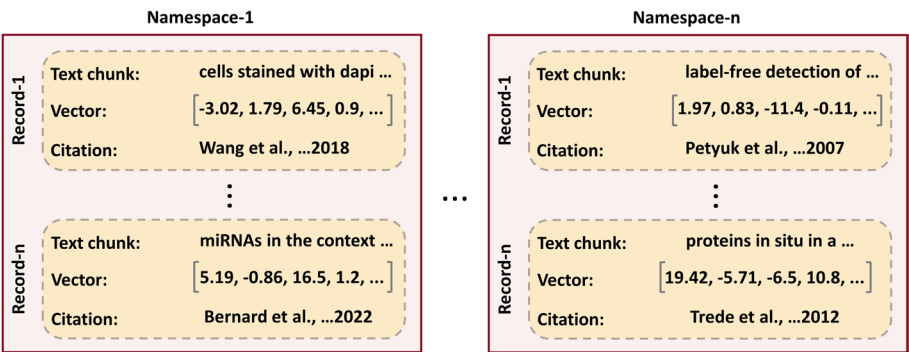 Namespace-1
Record-1
Text chunk: cells stained with dapi ...
Vector: [-3.02, 1.79, 6.45, 0.9, ...]
Citation: Wang et al., ...2018
⋮
Record-n
Text chunk: miRNAs in the context ...
Vector: [5.19, -0.86, 16.5, 1.2, ...]
Citation: Bernard et al., ...2022
...
Namespace-n
Record-1
Text chunk: label-free detection of ...
Vector: [1.97, 0.83, -11.4, -0.11, ...]
Citation: Petyuk et al., ...2007
⋮
Record-n
Text chunk: proteins in situ in a ...
Vector: [19.42, -5.71, -6.5, 10.8, ...]
Citation: Trede et al., ...2012